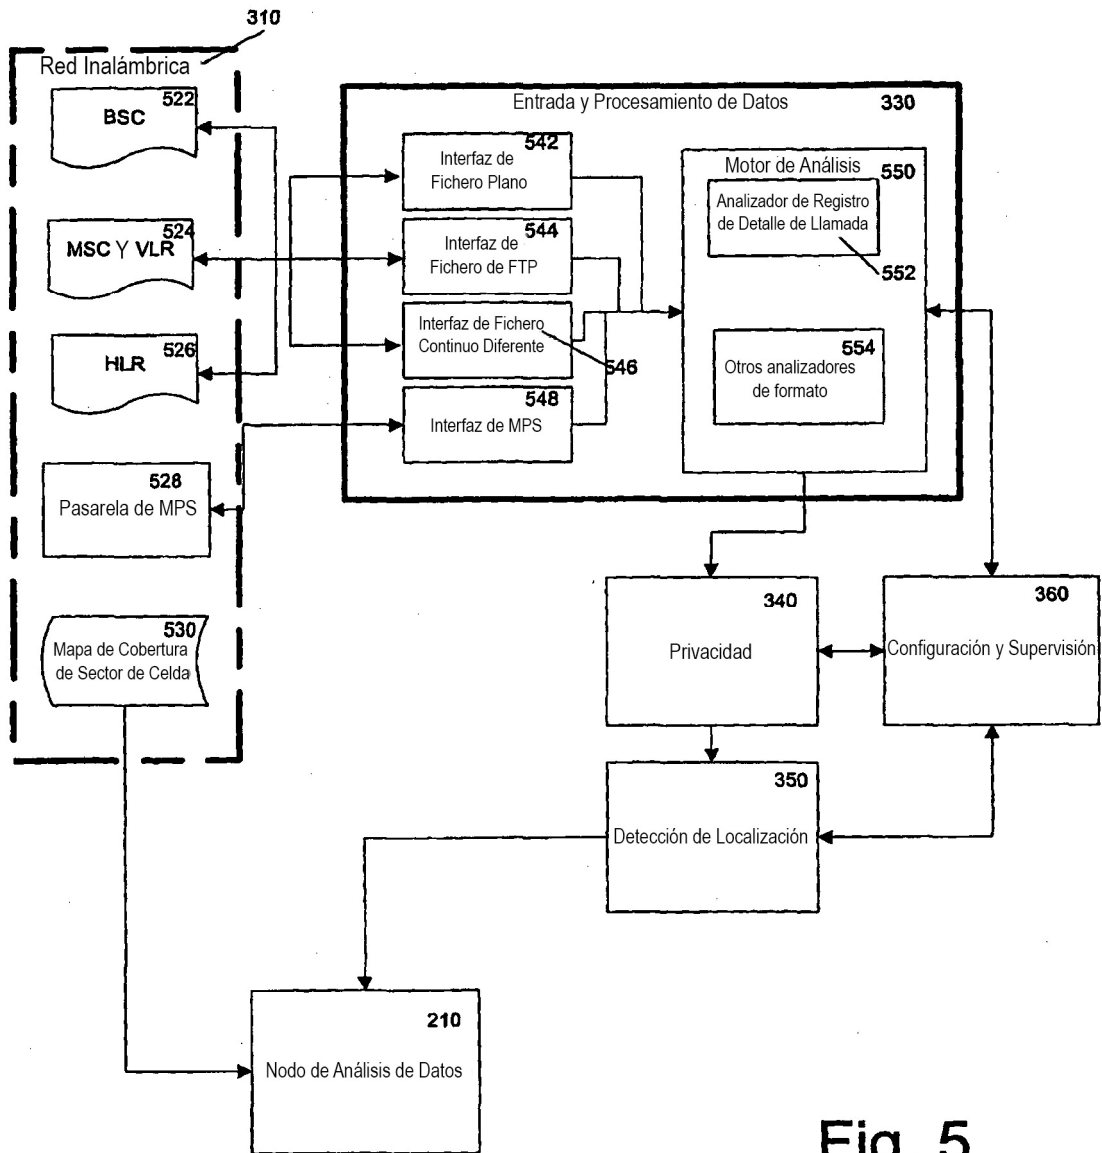 310
Red Inalámbrica
522
BSC
524
MSC Y VLR
526
HLR
528
Pasarela de MPS
530
Mapa de Cobertura
de Sector de Celda
Entrada y Procesamiento de Datos 330
542
Interfaz de
Fichero Plano
544
Interfaz de
Fichero de FTP
Interfaz de Fichero
Continuo Diferente
546
548
Interfaz de MPS
Motor de Análisis
550
Analizador de Registro
de Detalle de Llamada
552
554
Otros analizadores
de formato
340
Privacidad
360
Configuración y Supervisión
350
Detección de Localización
210
Nodo de Análisis de Datos
Fig. 5